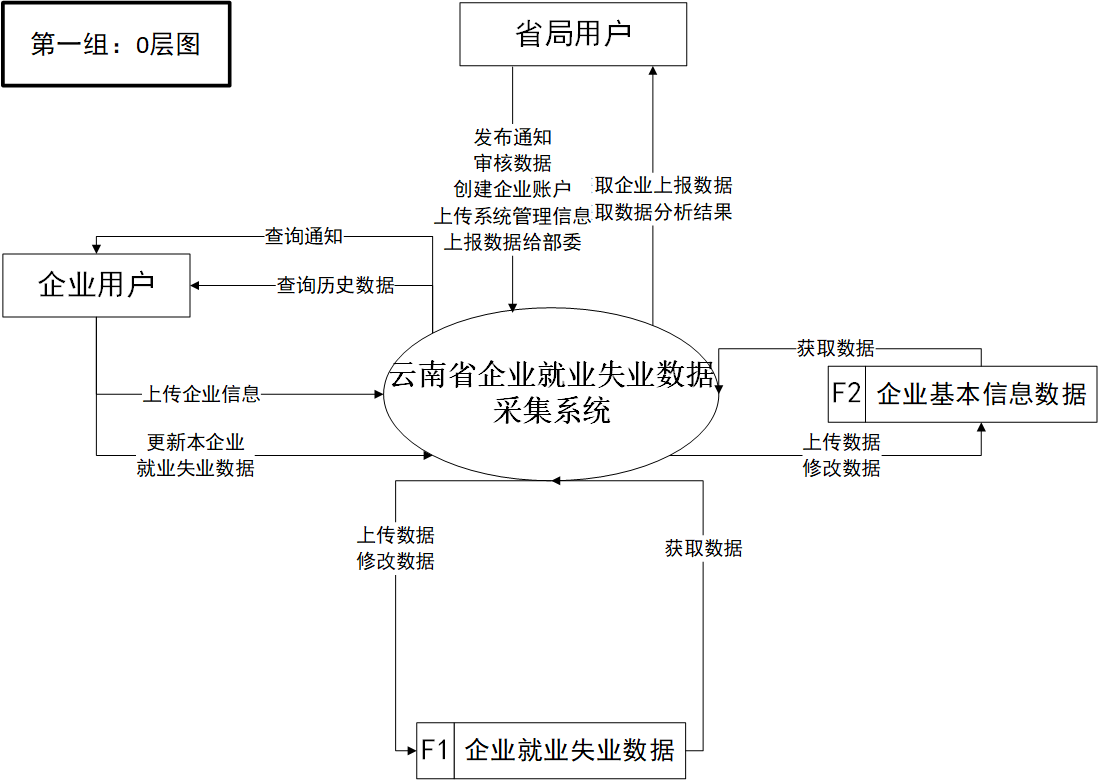 第一组：0层图
省局用户
发布通知
审核数据
创建企业账户
上传系统管理信息
上报数据给部委
取企业上报数据
取数据分析结果
查询通知
企业用户
查询历史数据
云南省企业就业失业数据
采集系统
上传企业信息
更新本企业
就业失业数据
获取数据
F2
企业基本信息数据
上传数据
修改数据
上传数据
修改数据
获取数据
F1
企业就业失业数据